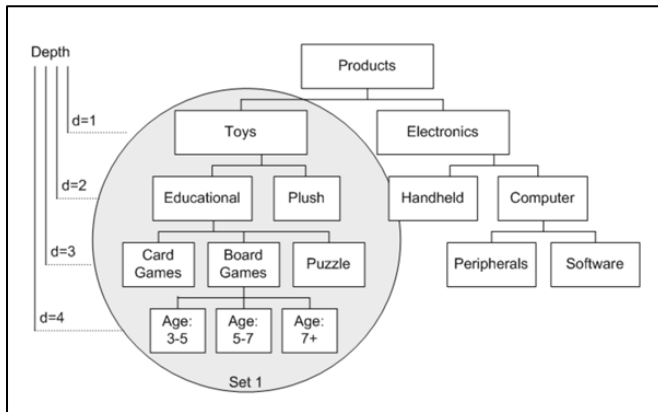 Depth
Products
d=1
Toys
Electronics
d=2
Educational
Plush
Handheld
Computer
d=3
Card
Games
Board
Games
Puzzle
Peripherals
Software
d=4
Age:
3-5
Age:
5-7
Age:
7+
Set 1